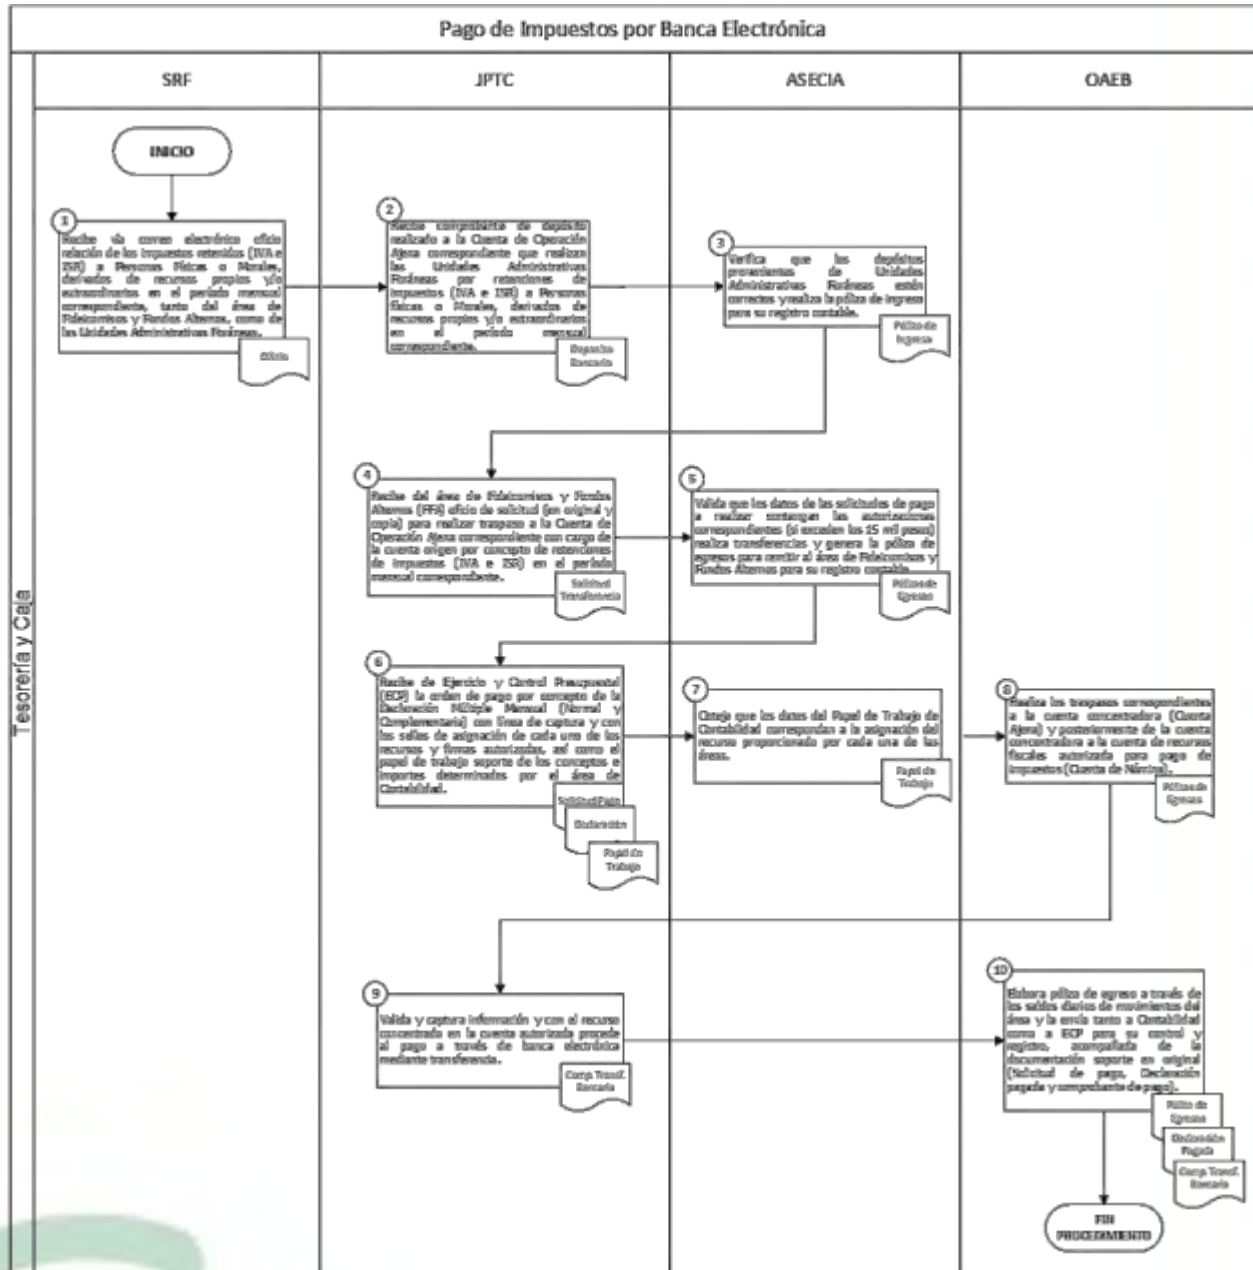 Pago de Impuestos por Banca Electrónica
SRF
JPTC
ASECIA
OAEB
Tesorería y Caja
INICIO
1
Recibe vía correo electrónico oficio
relación de los impuestos retenidos (IVA e
ISR) a Personas Físicas o Morales,
derivados de recursos propios y/o
extraordinarios en el periodo mensual
correspondiente, tanto del área de
Fideicomisos y Fondos Alternos, como de
las Unidades Administrativas Foráneas.
Oficio
2
Recibe comprobante de depósito
realizado a la Cuenta de Operación
Ajena correspondiente que realizan
las Unidades Administrativas
Foráneas por retenciones de
impuestos (IVA e ISR) a Personas
físicas o Morales, derivados de
recursos propios y/o extraordinarios
en el periodo mensual
correspondiente.
Deposito
Bancario
3
Verifica que los depósitos
provenientes de Unidades
Administrativas Foráneas estén
correctos y realiza la póliza de ingreso
para su registro contable.
Póliza de
Ingreso
4
Recibe del área de Fideicomisos y Fondos
Alternos (FFA) oficio de solicitud (en original y
copia) para realizar traspaso a la Cuenta de
Operación Ajena correspondiente con cargo de
la cuenta origen por concepto de retenciones
de impuestos (IVA e ISR) en el periodo
mensual correspondiente.
Solicitud
Transferencia
5
Valida que los datos de las solicitudes de pago
a realizar contengan las autorizaciones
correspondientes (si exceden los 15 mil pesos)
realiza transferencias y genera la póliza de
egresos para remitir al área de Fideicomisos y
Fondos Alternos para su registro contable.
Pólizas de
Egresos
6
Recibe de Ejercicio y Control Presupuestal
(ECP) la orden de pago por concepto de la
Declaración Múltiple Mensual (Normal y
Complementaria) con línea de captura y con
los sellos de asignación de cada uno de los
recursos y firmas autorizadas, así como el
papel de trabajo soporte de los conceptos e
importes determinados por el área de
Contabilidad.
Solicitud Pago
Declaración
Papel de
Trabajo
7
Coteja que los datos del Papel de Trabajo de
Contabilidad correspondan a la asignación del
recurso proporcionado por cada una de las
áreas.
Papel de
Trabajo
8
Realiza los traspasos correspondientes
a la cuenta concentradora (Cuenta
Ajena) y posteriormente de la cuenta
concentradora a la cuenta de recursos
fiscales autorizada para pago de
impuestos (Cuenta de Nómina).
Pólizas de
Egreso
9
Valida y captura información y con el recurso
concentrado en la cuenta autorizada procede
al pago a través de banca electrónica
mediante transferencia.
Comp. Transf.
Bancaria
10
Elabora póliza de egreso a través de
los saldos diarios de movimientos del
área y la envía tanto a Contabilidad
como a ECP para su control y
registro, acompañada de la
documentación soporte en original
(Solicitud de pago, Declaración
pagada y comprobante de pago).
Póliza de
Egresos
Declaración
Pagada
Comp. Transf.
Bancaria
FIN
PROCEDIMIENTO